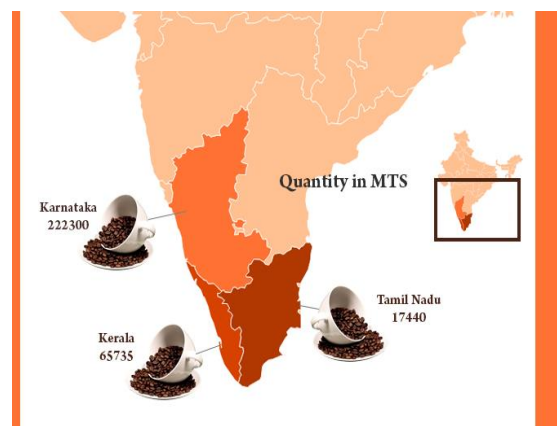 Quantity in MTS
Karnataka
222300
Tamil Nadu
17440
Kerala
65735